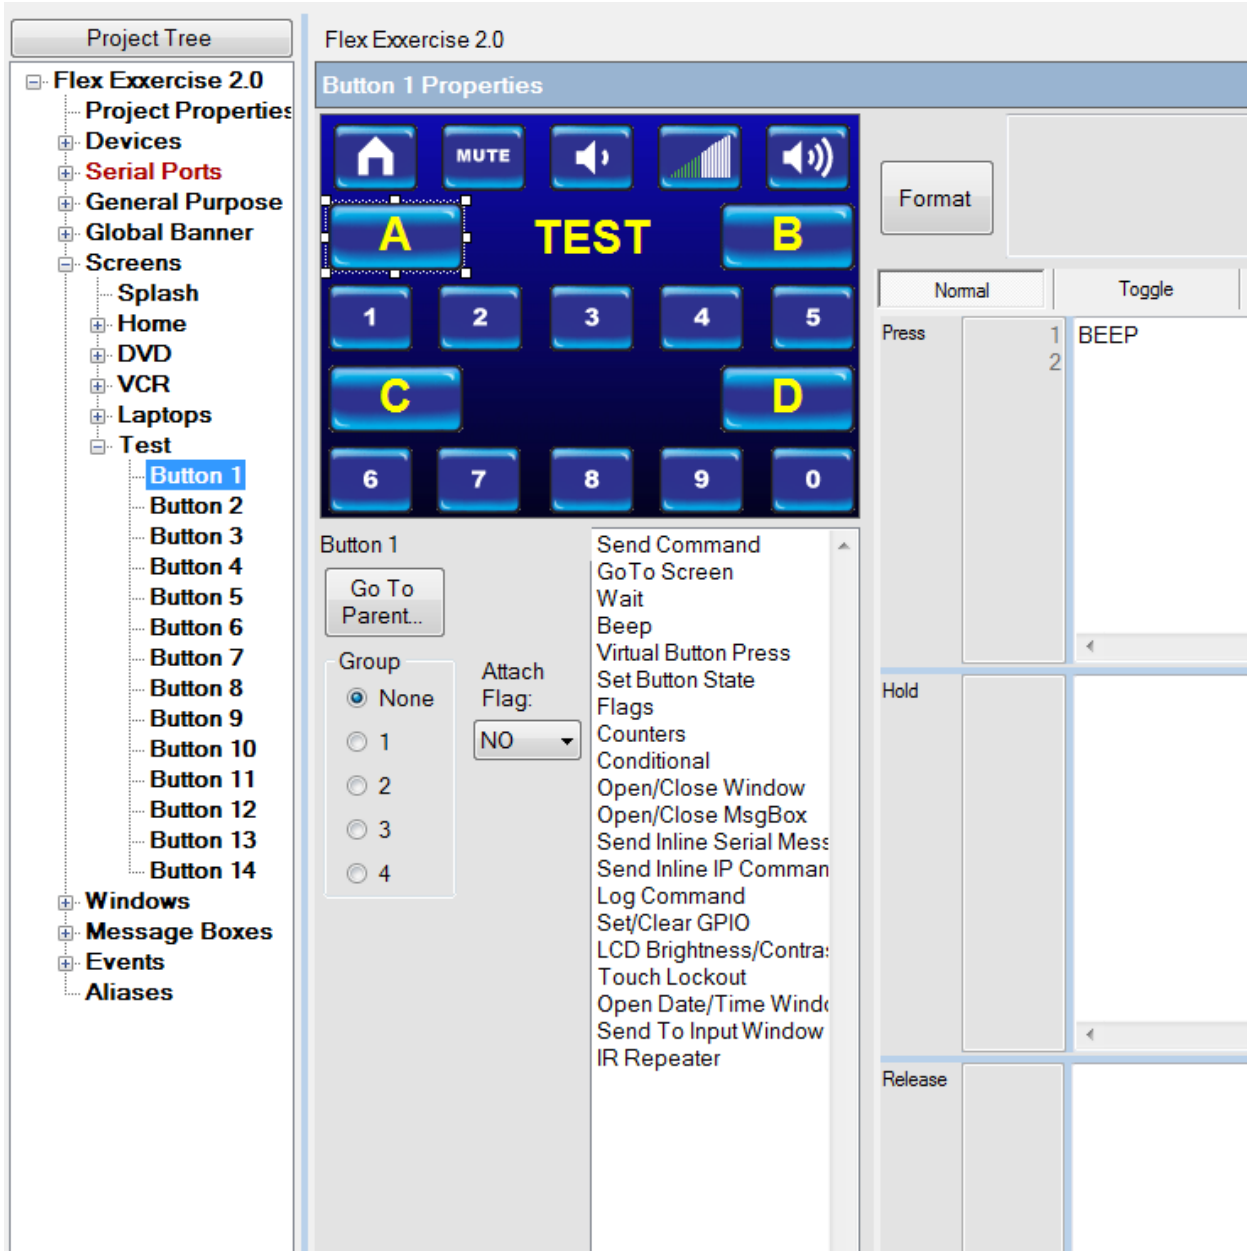 Project Tree
Flex Exxercise 2.0
Project Properties
Devices
Serial Ports
General Purpose
Global Banner
Screens
Splash
Home
DVD
VCR
Laptops
Test
Button 1
Button 2
Button 3
Button 4
Button 5
Button 6
Button 7
Button 8
Button 9
Button 10
Button 11
Button 12
Button 13
Button 14
Windows
Message Boxes
Events
Aliases
Flex Exxercise 2.0
Button 1 Properties
MUTE
A TEST B
1 2 3 4 5
C D
6 7 8 9 0
Button 1
Go To
Parent...
Group
None
1
2
3
4
Attach
Flag:
NO
Send Command
GoTo Screen
Wait
Beep
Virtual Button Press
Set Button State
Flags
Counters
Conditional
Open/Close Window
Open/Close MsgBox
Send Inline Serial Mess
Send Inline IP Comman
Log Command
Set/Clear GPIO
LCD Brightness/Contra
Touch Lockout
Open Date/Time Windo
Send To Input Window
IR Repeater
Format
Normal Toggle
Press 1 BEEP
2
Hold
Release